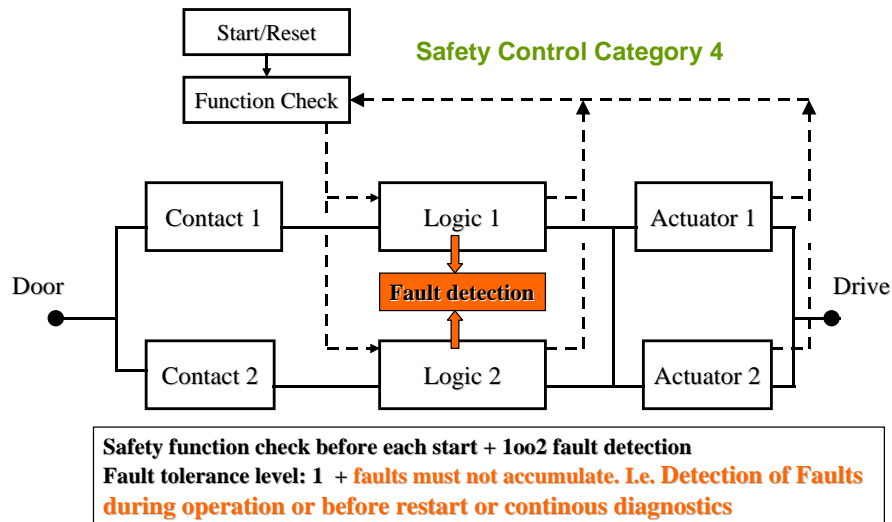 Start/Reset
Safety Control Category 4
Function Check
Contact 1
Logic 1
Actuator 1
Door
Fault detection
Drive
Contact 2
Logic 2
Actuator 2
Safety function check before each start + 1oo2 fault detection
Fault tolerance level: 1 + faults must not accumulate. I.e. Detection of Faults
during operation or before restart or continous diagnostics